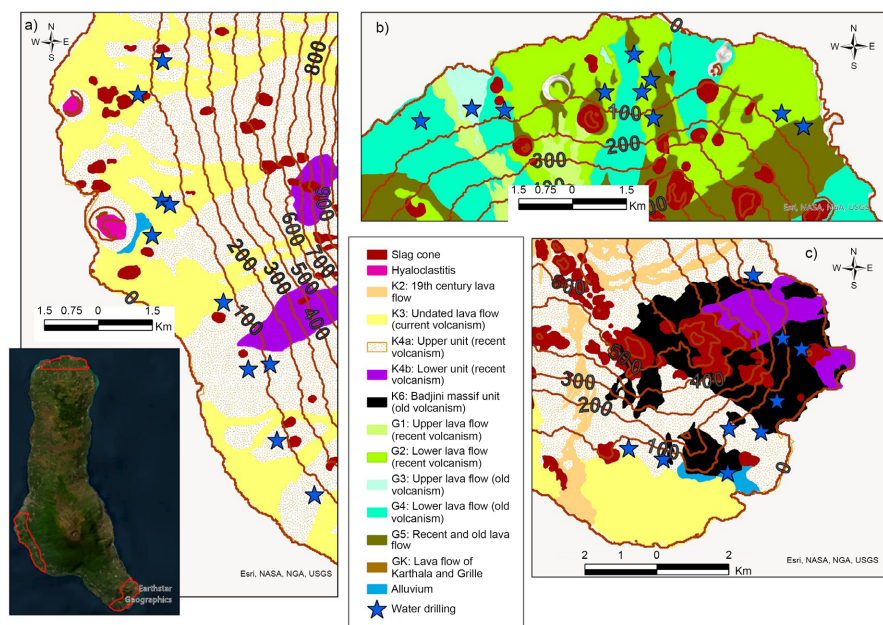 a)
N
W E
S
800
900
600
700
500
200
300
400
100
0
1.5 0.75 0 1.5
Km
Esri, NASA, NGA, USGS
Earthstar
Geographics
b)
N
W E
S
0
100
200
300
1.5 0.75 0 1.5
Km
Esri, NASA, NGA, USGS
Slag cone
Hyaloclastitis
K2: 19th century lava
flow
K3: Undated lava flow
(current volcanism)
K4a: Upper unit (recent
volcanism)
K4b: Lower unit (recent
volcanism)
K6: Badjini massif unit
(old volcanism)
G1: Upper lava flow
(recent volcanism)
G2: Lower lava flow
(recent volcanism)
G3: Upper lava flow (old
volcanism)
G4: Lower lava flow (old
volcanism)
G5: Recent and old lava
flow
GK: Lava flow of
Karthala and Grille
Alluvium
Water drilling
c)
N
W E
S
600
500
400
300
200
100
0
2 1 0 2
Km
Esri, NASA, NGA, USGS